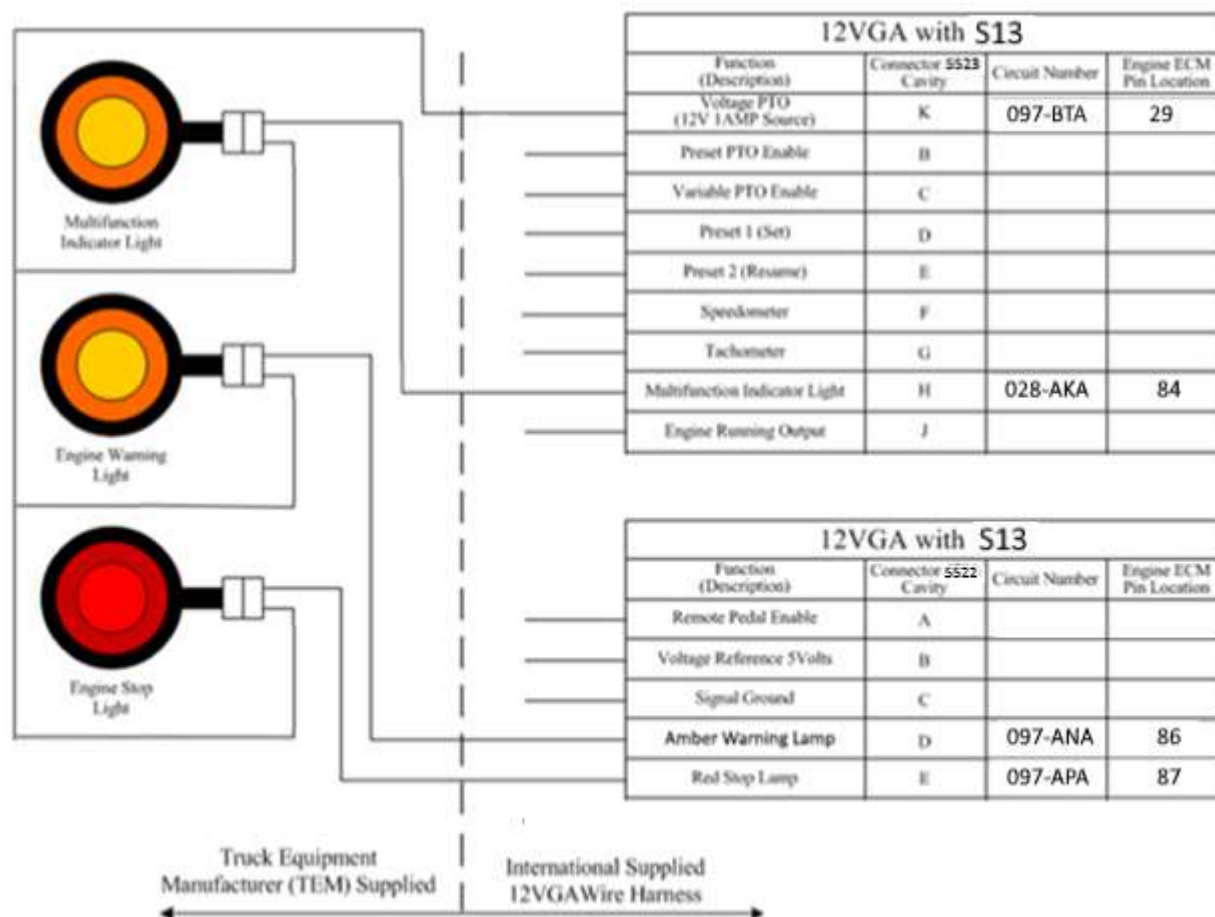 12VGA with S13
Function (Description) Connector 5523 Cavity Circuit Number Engine ECM Pin Location
Voltage PTO (12V 1AMP Source) K 097-BTA 29
Preset PTO Enable B
Variable PTO Enable C
Preset 1 (Set) D
Preset 2 (Resume) E
Speedometer F
Tachometer G
Multifunction Indicator Light H 028-AKA 84
Engine Running Output J
Multifunction
Indicator Light
Engine Warning
Light
Engine Stop
Light
12VGA with S13
Function (Description) Connector 5522 Cavity Circuit Number Engine ECM Pin Location
Remote Pedal Enable A
Voltage Reference 5Volts B
Signal Ground C
Amber Warning Lamp D 097-ANA 86
Red Stop Lamp E 097-APA 87
Truck Equipment
Manufacturer (TEM) Supplied
International Supplied
12VGAWire Harness